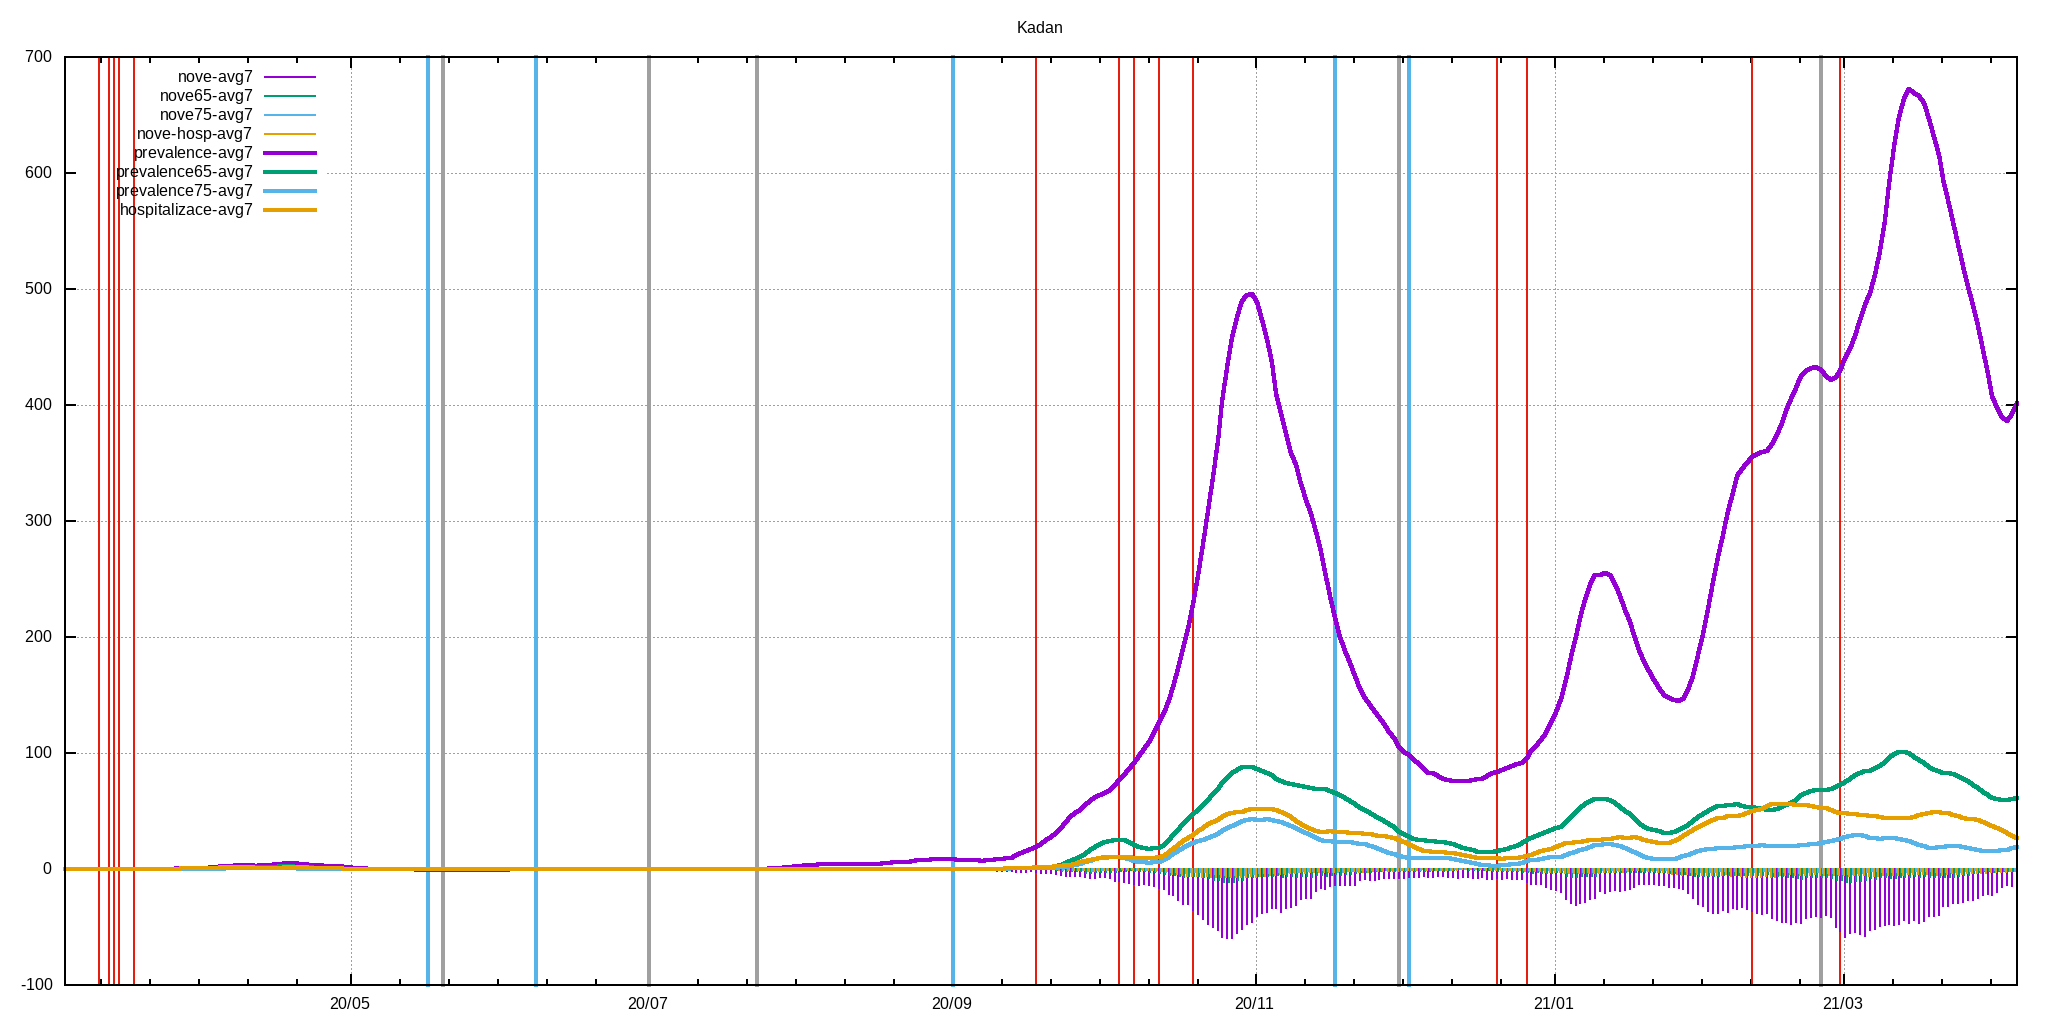 Kadan
700
600
500
400
300
200
100
0
-100
nove-avg7
nove65-avg7
nove75-avg7
nove-hosp-avg7
prevalence-avg7
prevalence65-avg7
prevalence75-avg7
hospitalizace-avg7
20/05
20/07
20/09
20/11
21/01
21/03